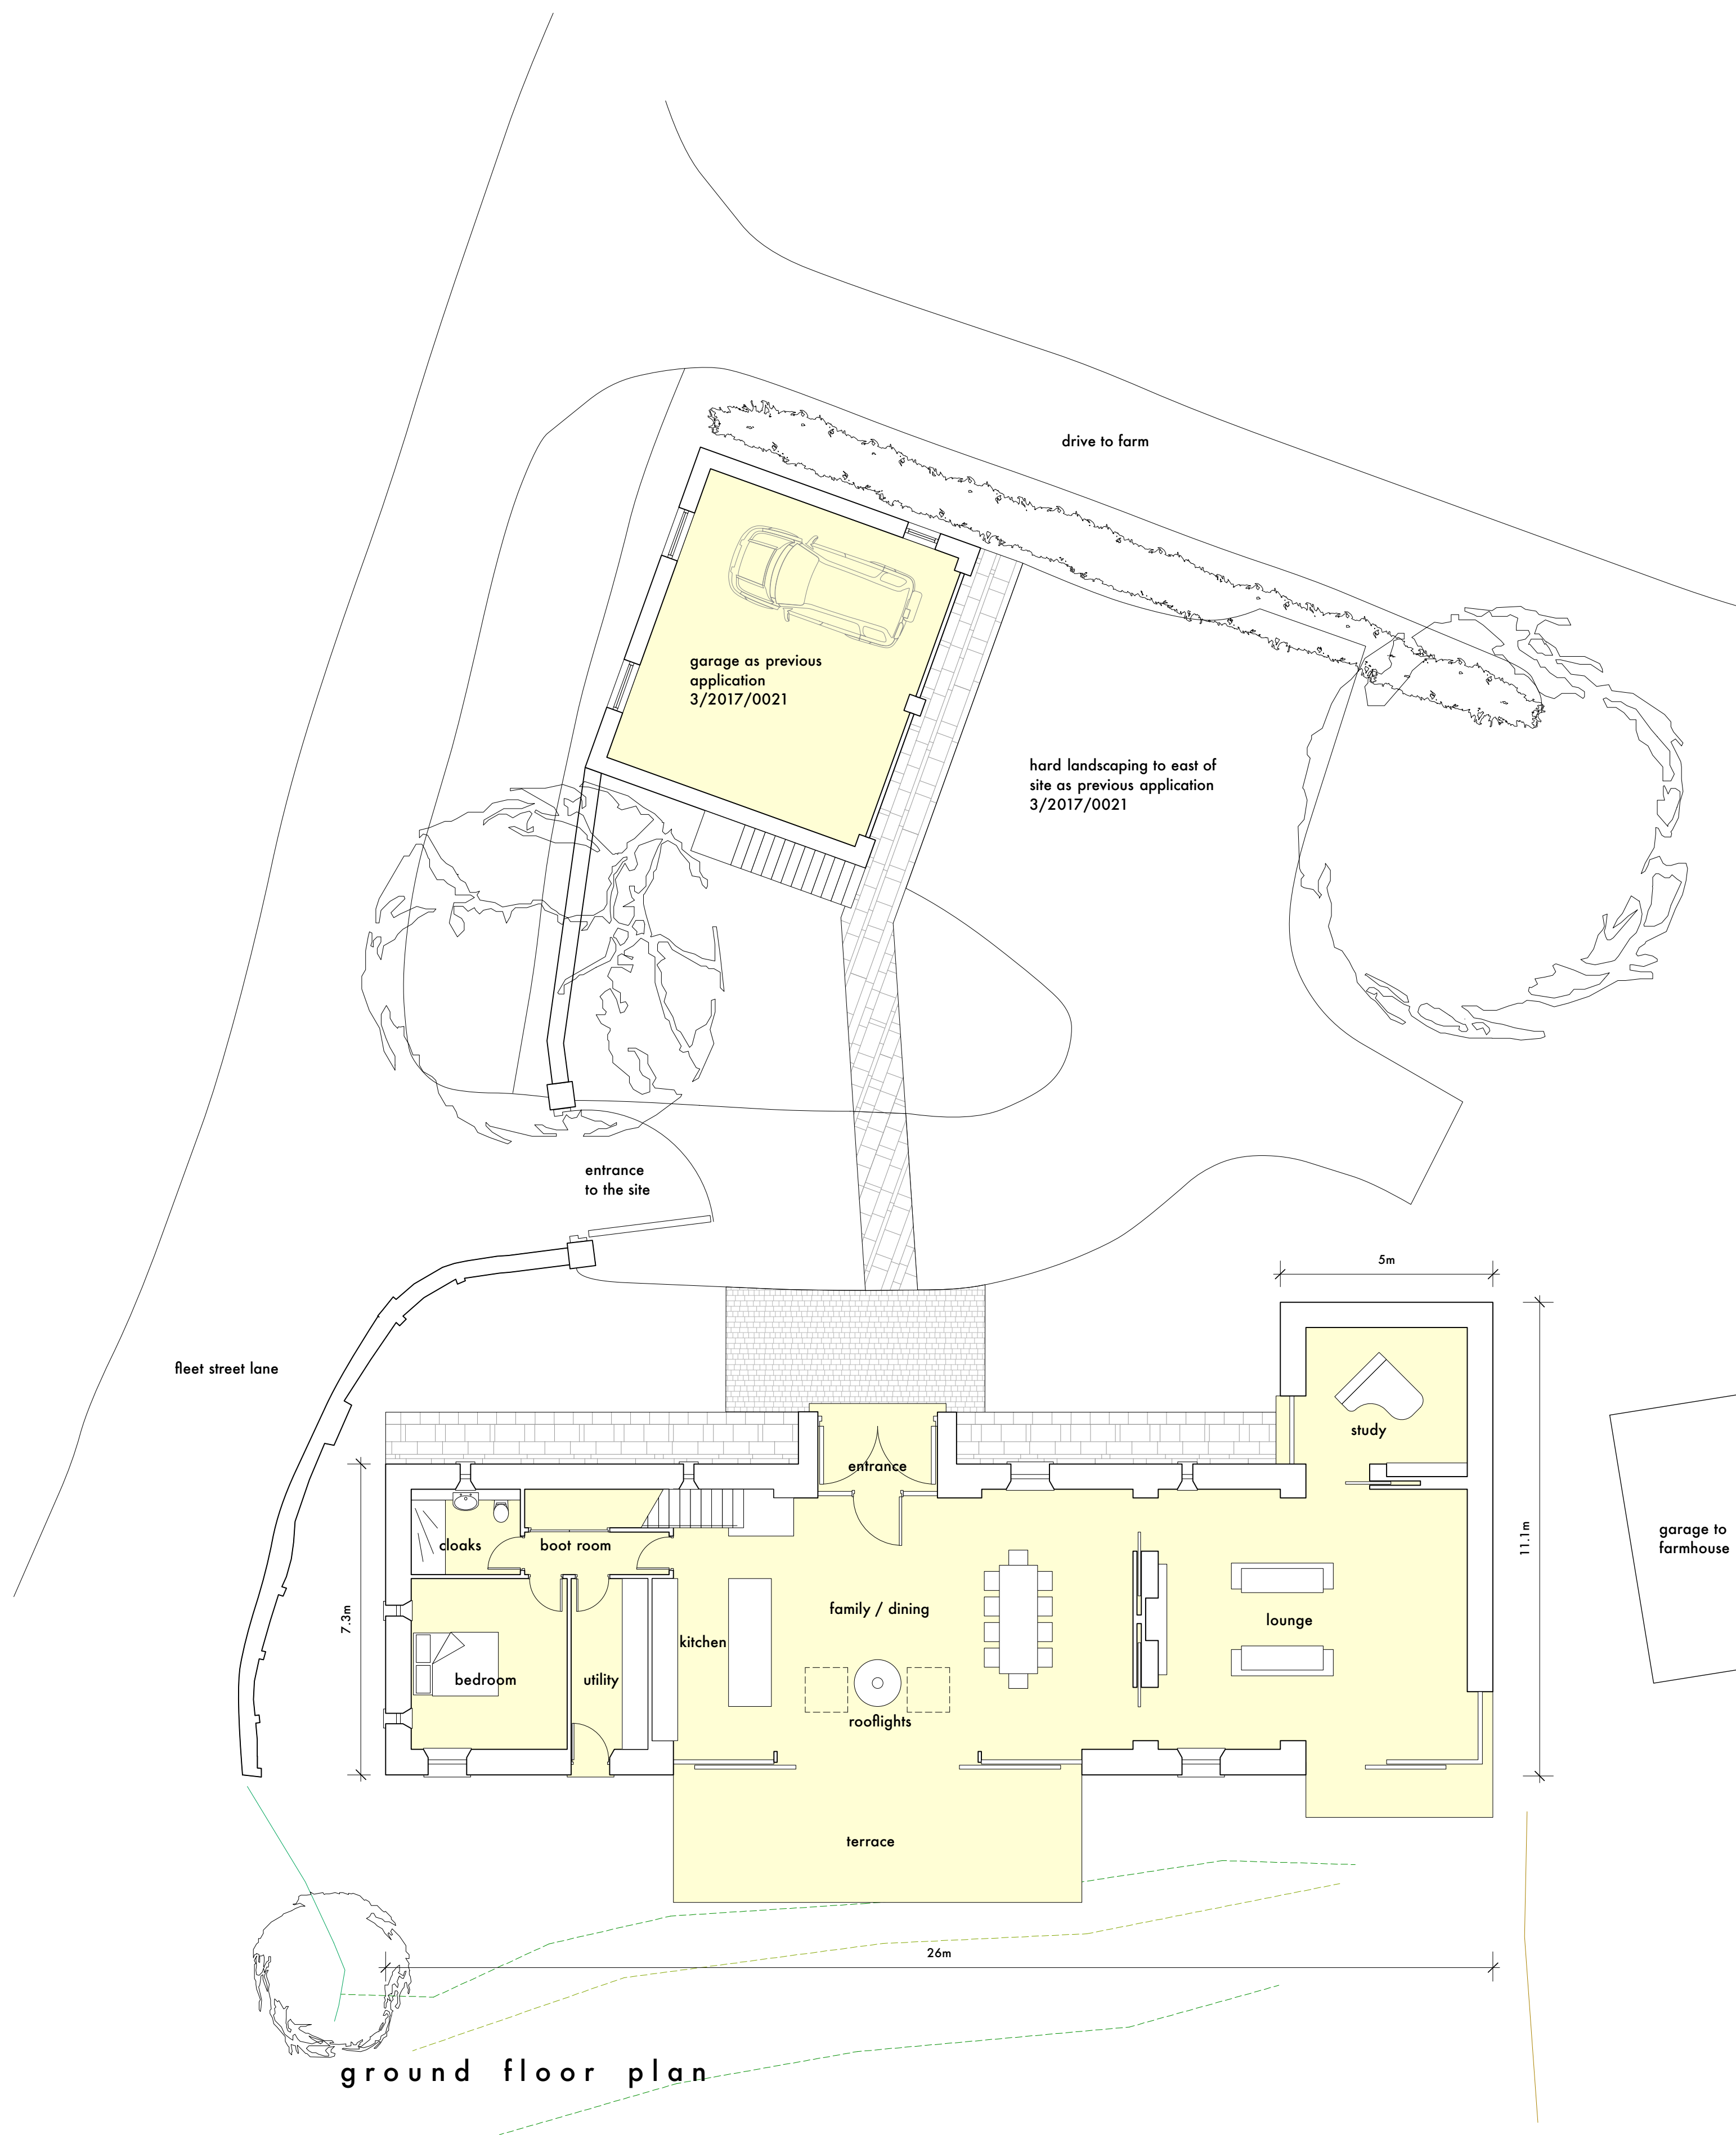 drive to farm
garage as previous
application
3/2017/0021
hard landscaping to east of
site as previous application
3/2017/0021
entrance
to the site
5m
fleet street lane
study
entrance
garage to
farmhouse
11.1m
cloaks
boot room
family / dining
lounge
7.3m
kitchen
bedroom
utility
rooflights
terrace
26m
ground floor plan